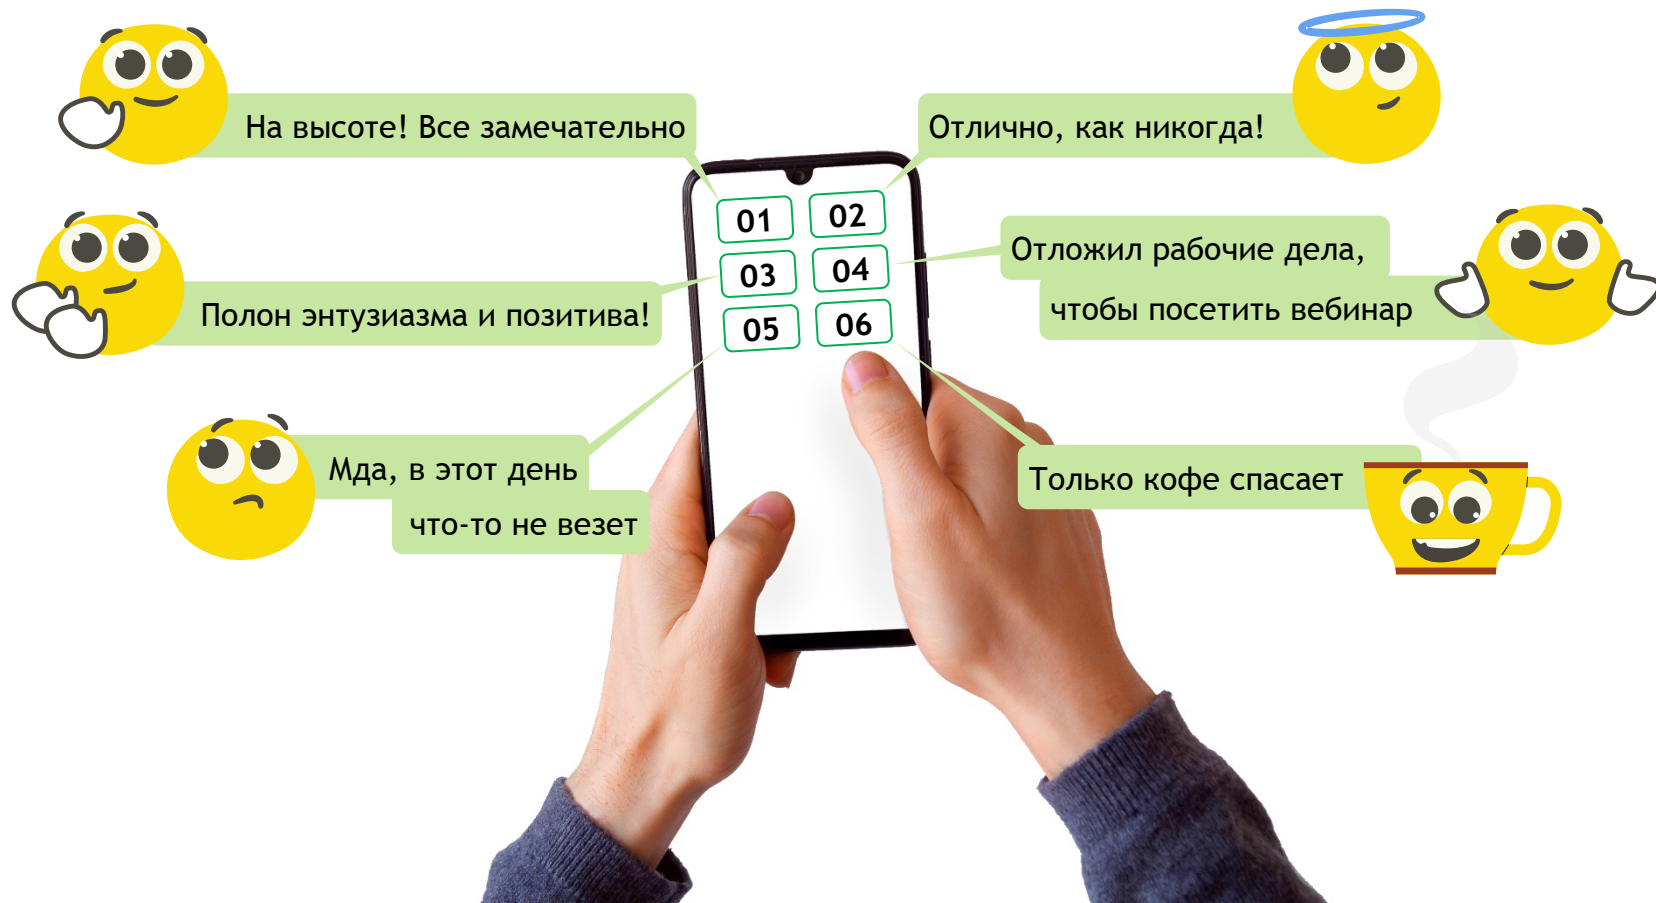 На высоте! Все замечательно
Отлично, как никогда!
01
02
03
04
05
06
Полон энтузиазма и позитива!
Отложил рабочие дела,
чтобы посетить вебинар
Мда, в этот день
что-то не везет
Только кофе спасает